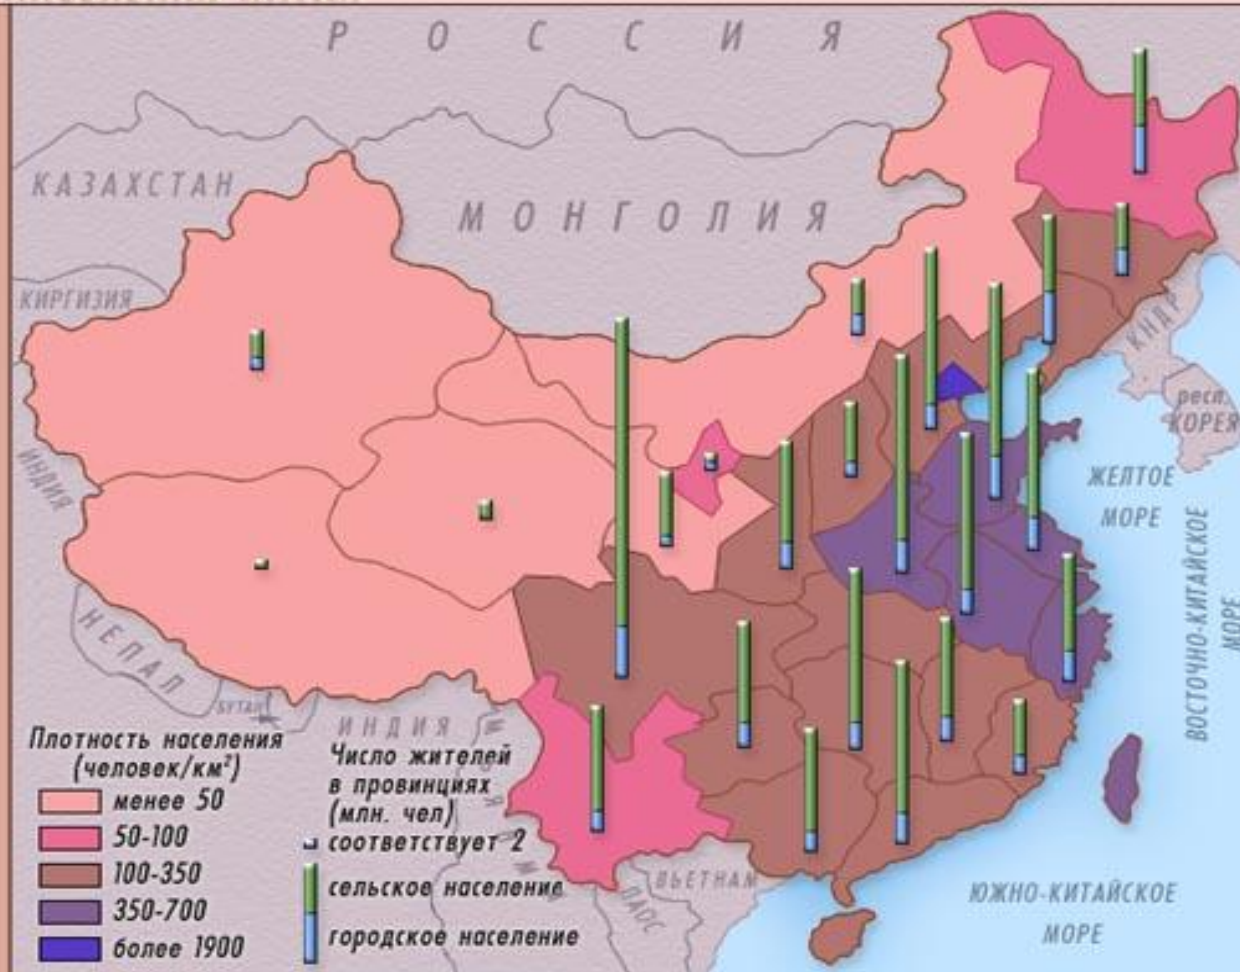 РОССИЯ
КАЗАХСТАН
МОНГОЛИЯ
КИРГИЗИЯ
КНДР
респ.
КОРЕЯ
ИНДИЯ
ЖЕЛТОЕ
МОРЕ
ВОСТОЧНО-КИТАЙСКОЕ
МОРЕ
НЕПАЛ
БУТАН
ИНДИЯ
Плотность населения
(человек/км²)
менее 50
50-100
100-350
350-700
более 1900
Число жителей
в провинциях
(млн. чел)
соответствует 2
сельское население
городское население
ВЬЕТНАМ
ЛАОС
ЮЖНО-КИТАЙСКОЕ
МОРЕ